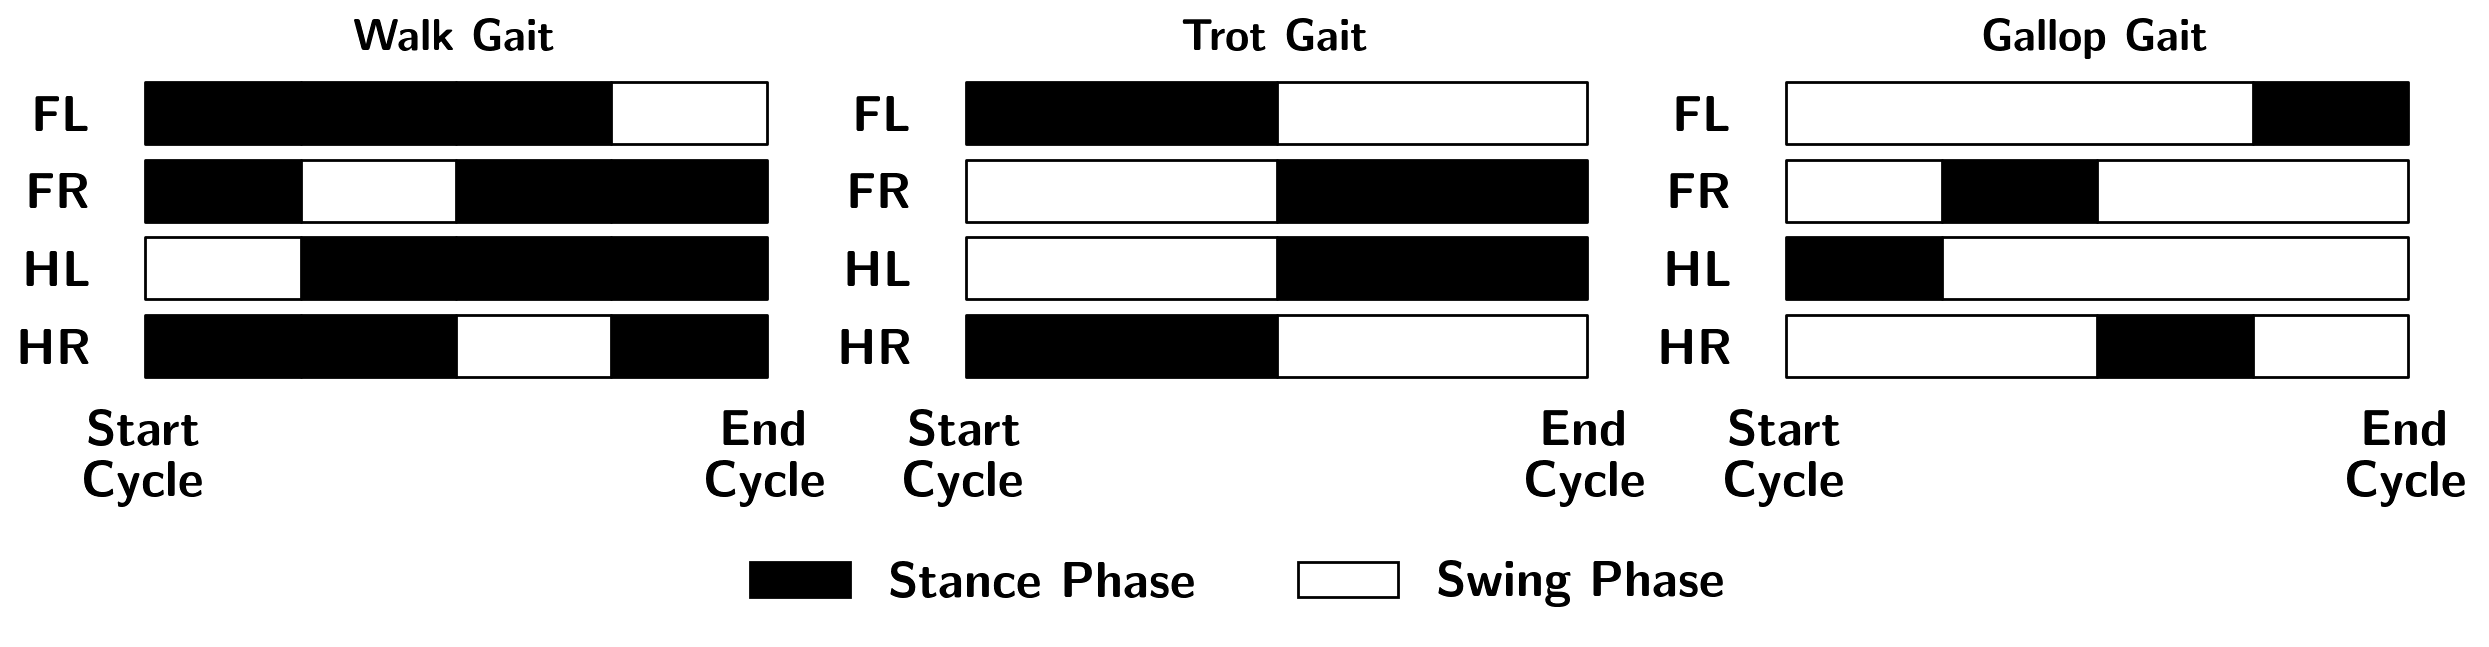 Walk Gait
Trot Gait
Gallop Gait
FL
FR
HL
HR
FL
FR
HL
HR
FL
FR
HL
HR
Start
Cycle
End
Cycle
Start
Cycle
End
Cycle
Start
Cycle
End
Cycle
Stance Phase
Swing Phase